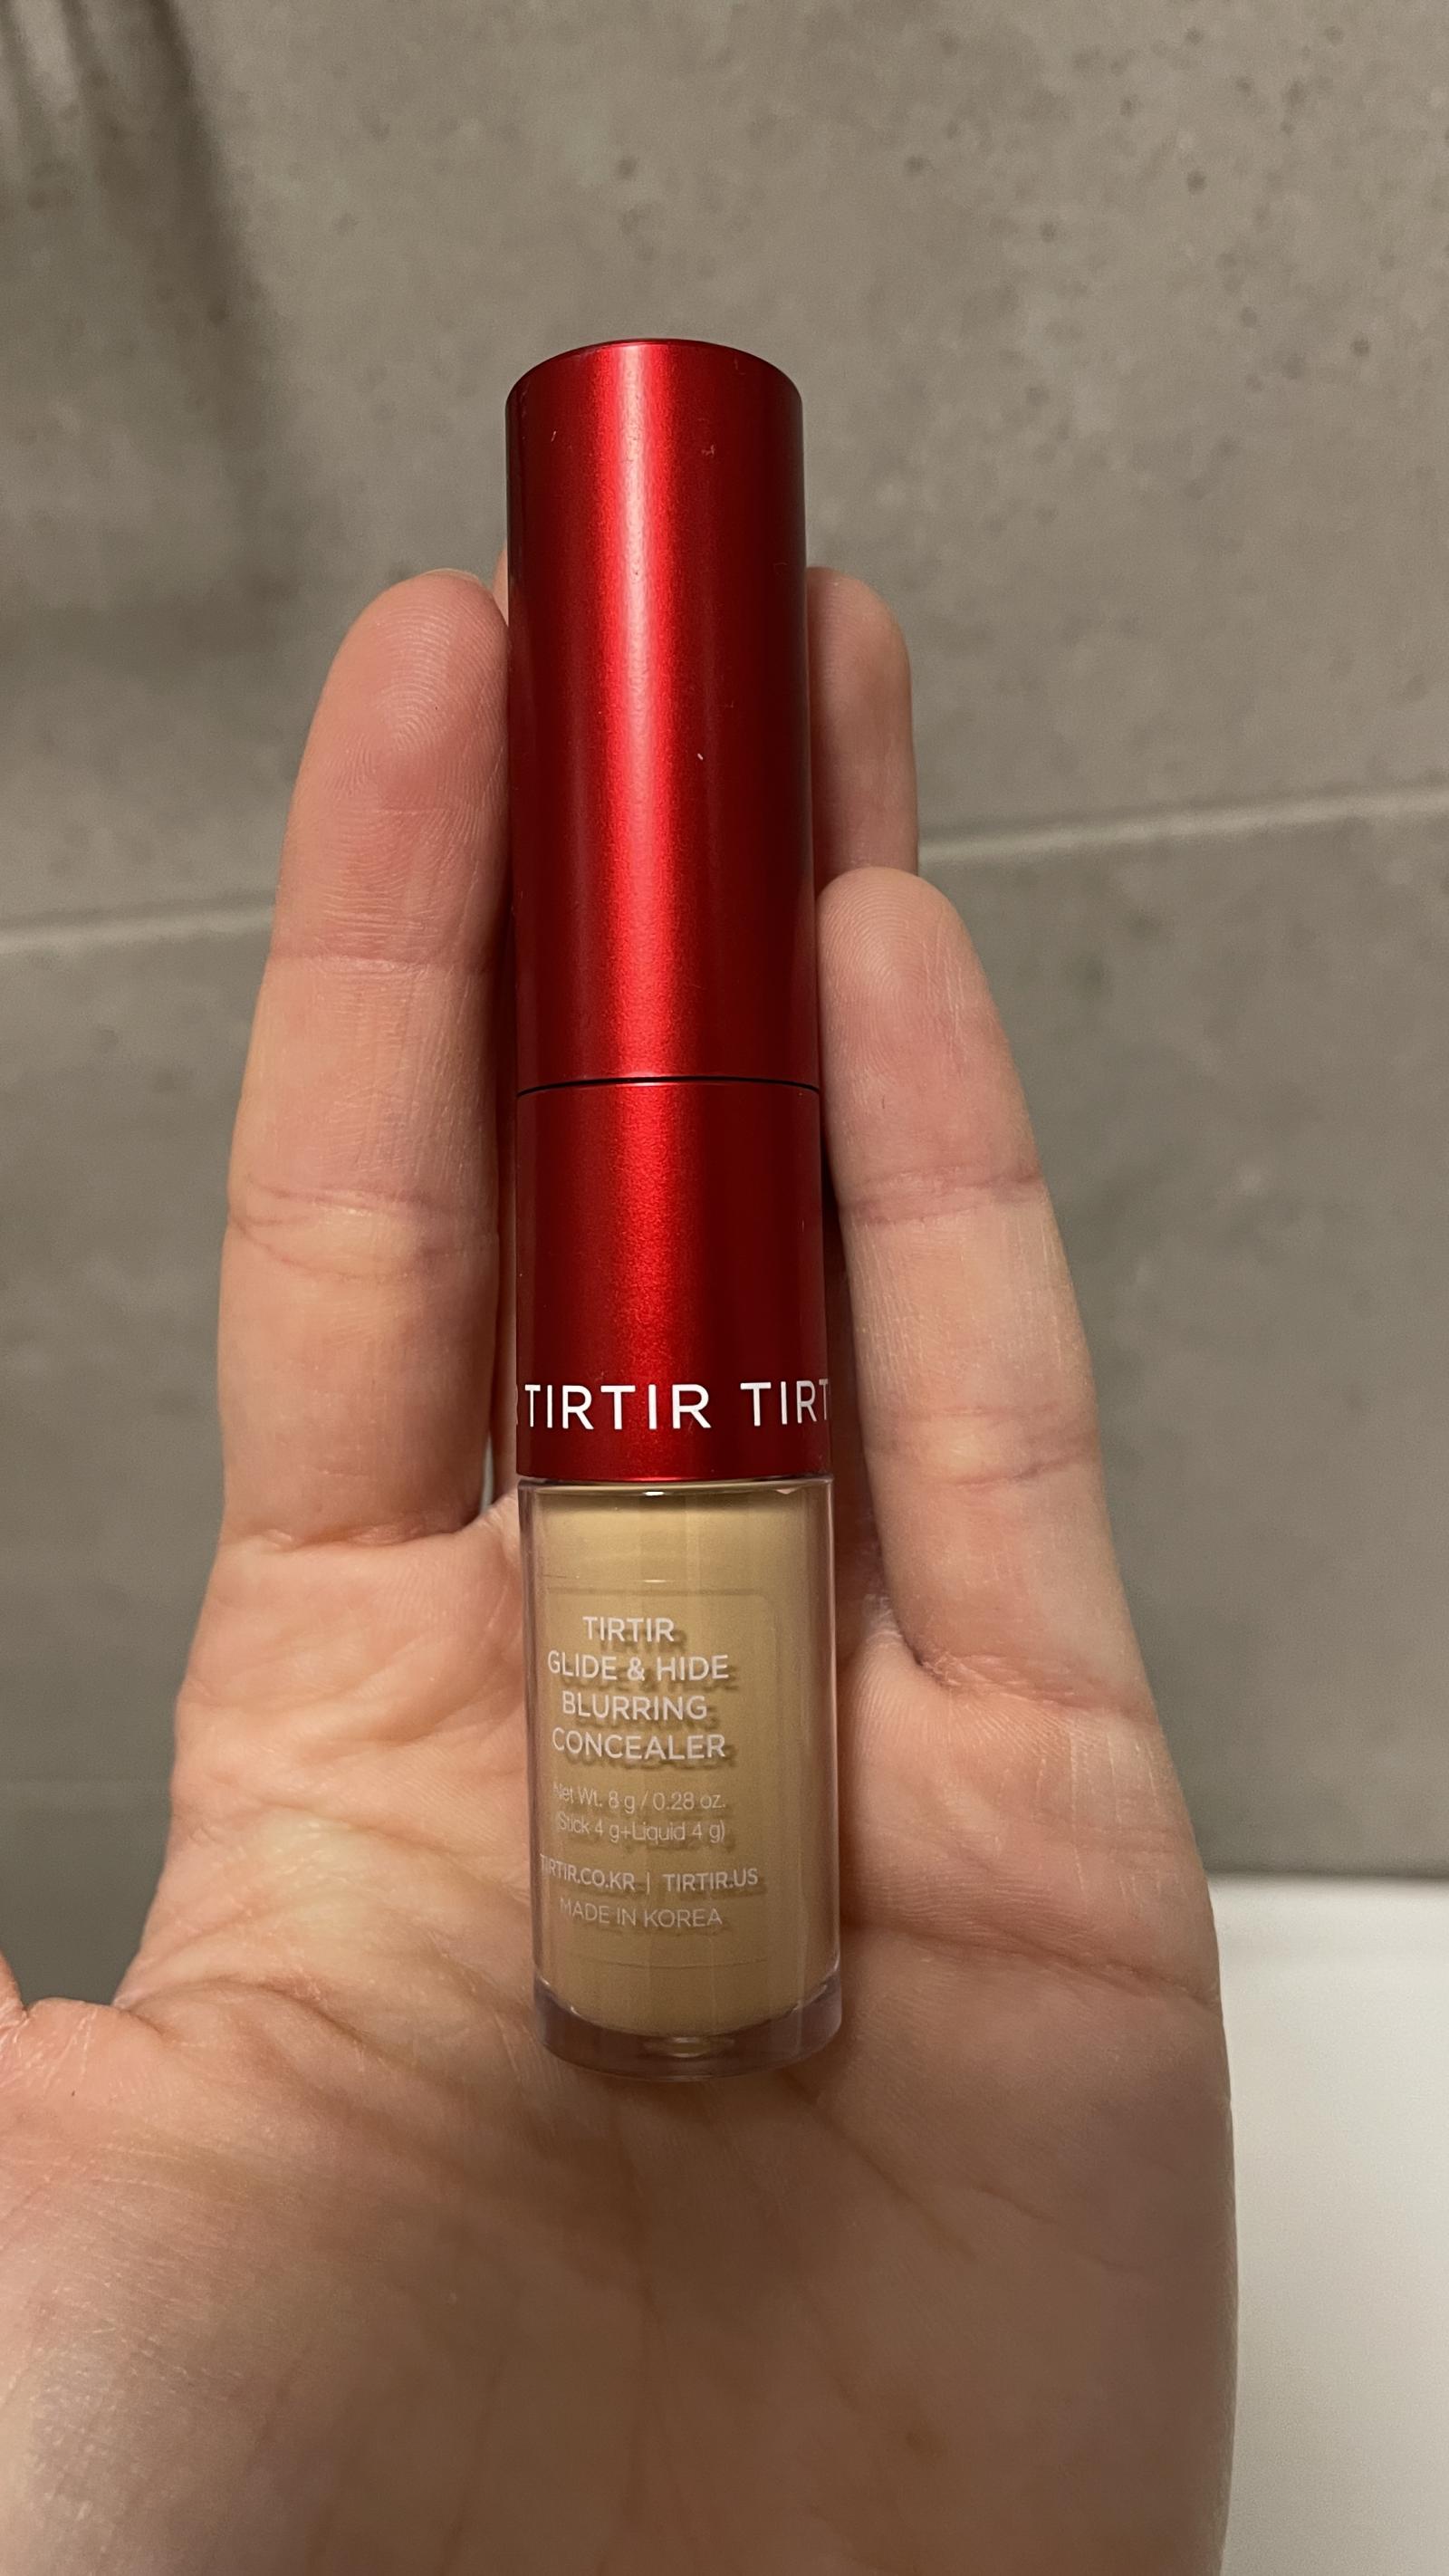 TIRTIR TIRT
TIRTIR
GLIDE & HIDE
BLURRING
CONCEALER
Net Wt. 8 g / 0.28 oz.
(Stick 4 g+Liquid 4 g)
TIRTIR.CO.KR | TIRTIR.US
MADE IN KOREA